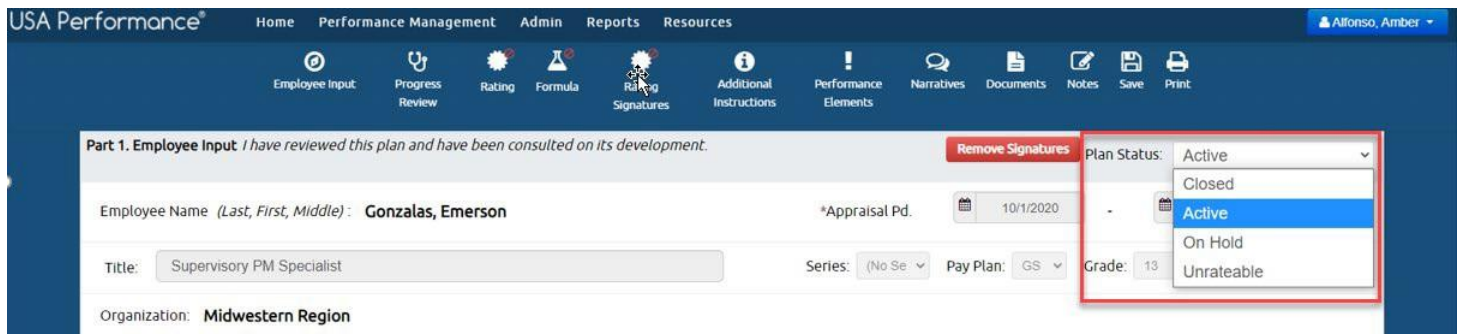 USA Performance® Home Performance Management Admin Reports Resources Alfonso, Amber
Employee Input Progress Rating Formula Rating Additional Performance Narratives Documents Notes Save Print
Review Signatures Instructions Elements
Part 1. Employee Input I have reviewed this plan and have been consulted on its development. Remove Signatures Plan Status: Active
Closed
Employee Name (Last, First, Middle) : Gonzalas, Emerson *Appraisal Pd. 10/1/2020 - Active
On Hold
Title: Supervisory PM Specialist Series: (No Se Pay Plan: GS Grade: 13 Unrateable
Organization: Midwestern Region